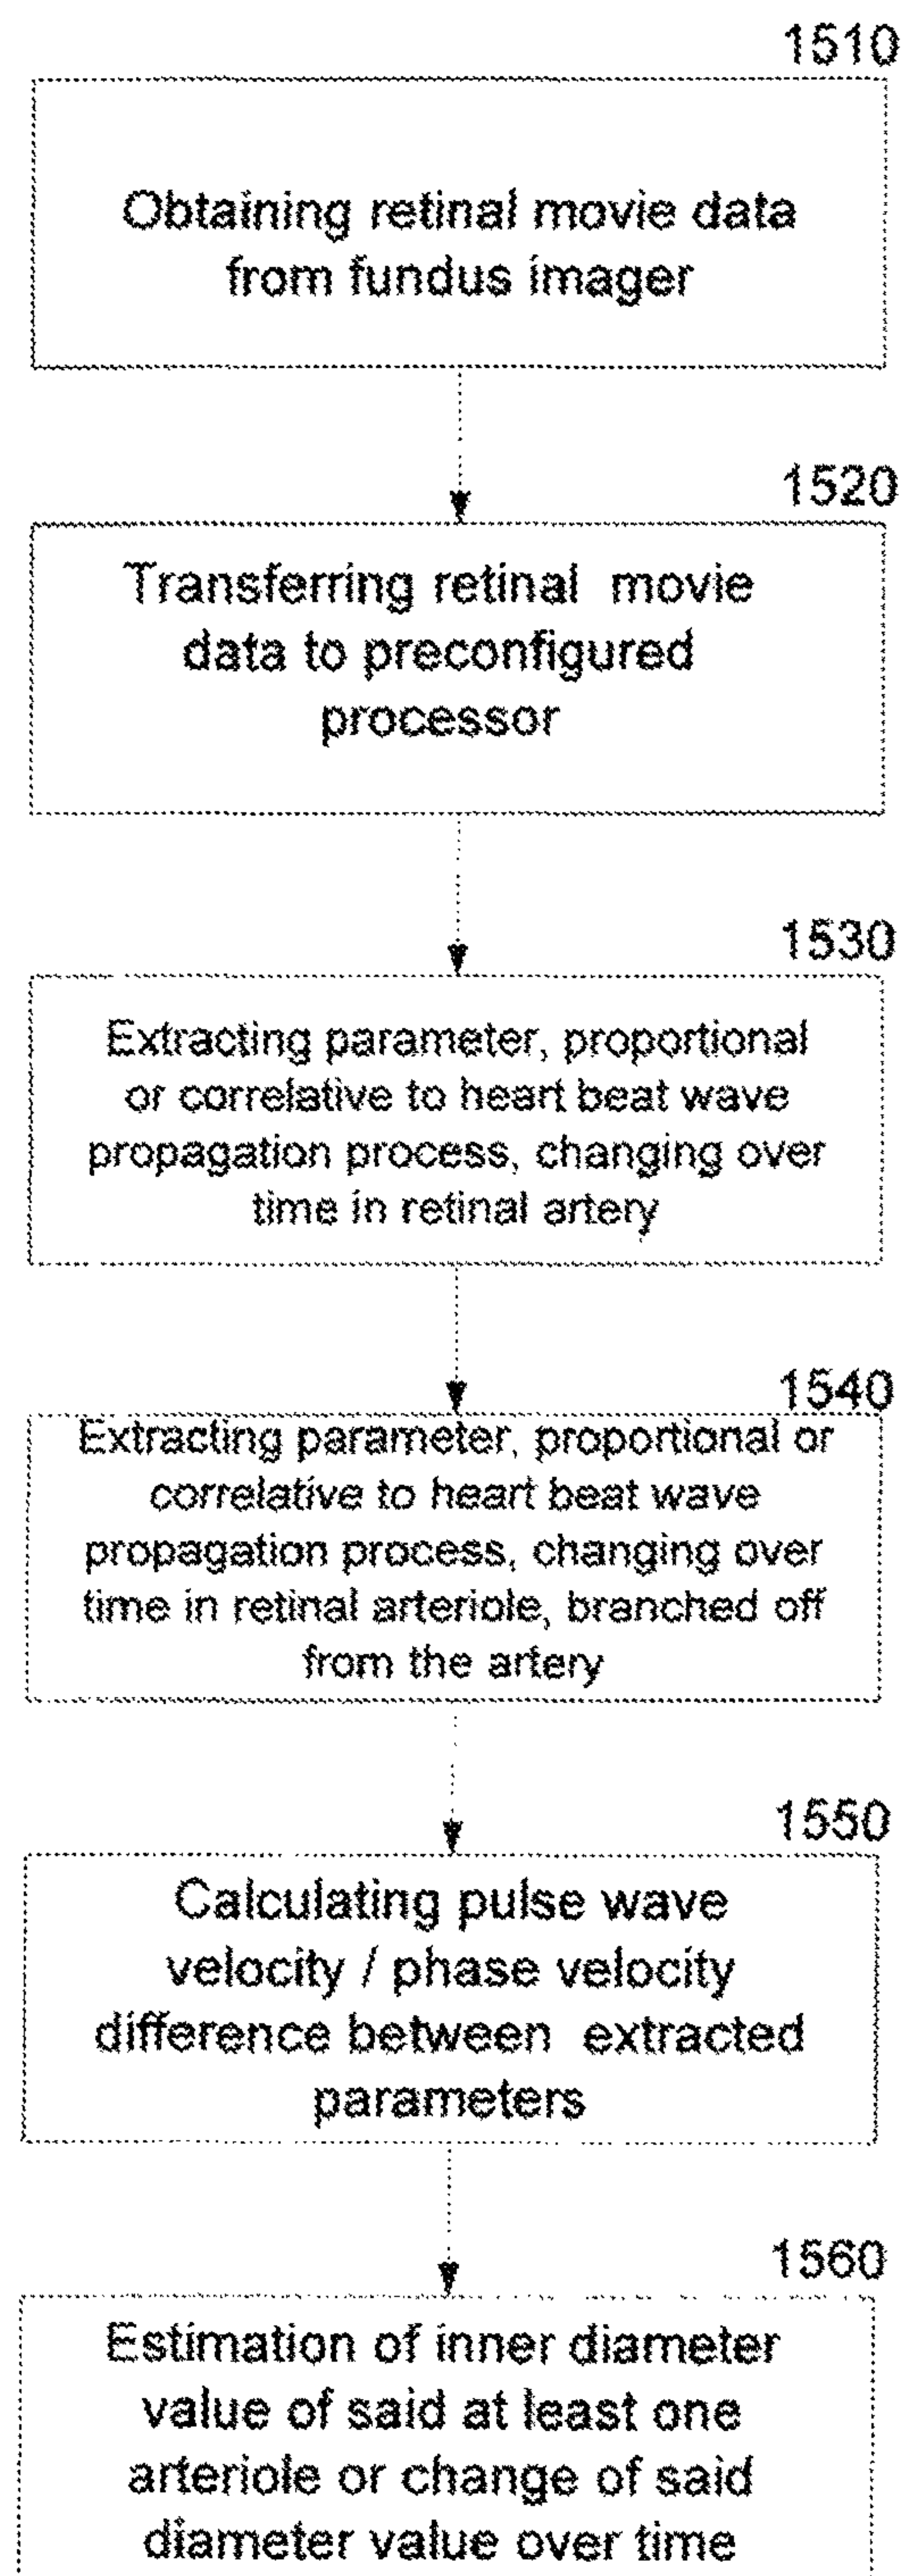 1510
Obtaining retinal movie data
from fundus imager
1520
Transferring retinal movie
data to preconfigured
processor
1530
Extracting parameter, proportional
or correlative to heart beat wave
propagation process, changing over
time in retinal artery
1540
Extracting parameter, proportional or
correlative to heart beat wave
propagation process, changing over
time in retinal arteriole, branched off
from the artery
1550
Calculating pulse wave
velocity / phase velocity
difference between extracted
parameters
1560
Estimation of inner diameter
value of said at least one
arteriole or change of said
diameter value over time